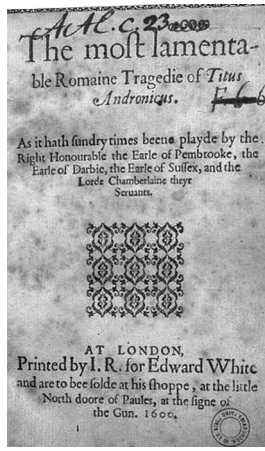 The most lamenta-
ble Romaine Tragedie of Titus
Andronicus.
As it hath sundry times beene playde by the
Right Honourable the Earle of Pembrooke, the
Earle of Darbie, the Earle of Sussex, and the
Lorde Chamberlaine theyr
Seruants.
AT LONDON,
Printed by I. R. for Edward White
and are to bee solde at his shoppe, at the little
North doore of Paules, at the signe of
the Gun. 1600.